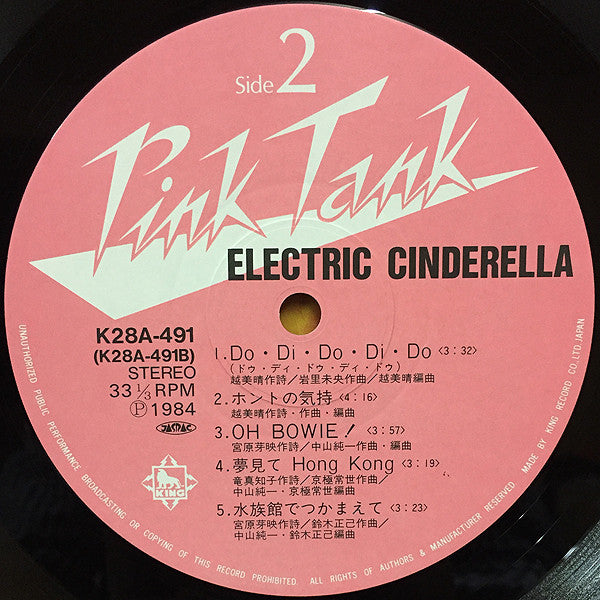 Side 2
Pink Tank
ELECTRIC CINDERELLA
K28A-491
(K28A-491B)
STEREO
33 1/3 RPM
Ⓟ 1984
JASRAC
KING
1. Do・Di・Do・Di・Do <3:32>
(ドゥ・ディ・ドゥ・ディ・ドゥ)
越美晴作詩/岩里未央作曲/越美晴編曲
2. ホントの気持 <4:16>
越美晴作詩・作曲・編曲
3. OH BOWIE! <3:57>
宮原芽映作詩/中山純一作曲・編曲
4. 夢見て Hong Kong <3:19>
竜真知子作詩/京極常世作曲/
中山純一・京極常世編曲
5. 水族館でつかまえて <3:23>
宮原芽映作詩/鈴木正己作曲/
中山純一・鈴木正己編曲
UNAUTHORIZED PUBLIC PERFORMANCE BROADCASTING OR COPYING OF THIS RECORD PROHIBITED. ALL RIGHTS OF AUTHORS & MANUFACTURER RESERVED. MADE BY KING RECORD CO., LTD. JAPAN